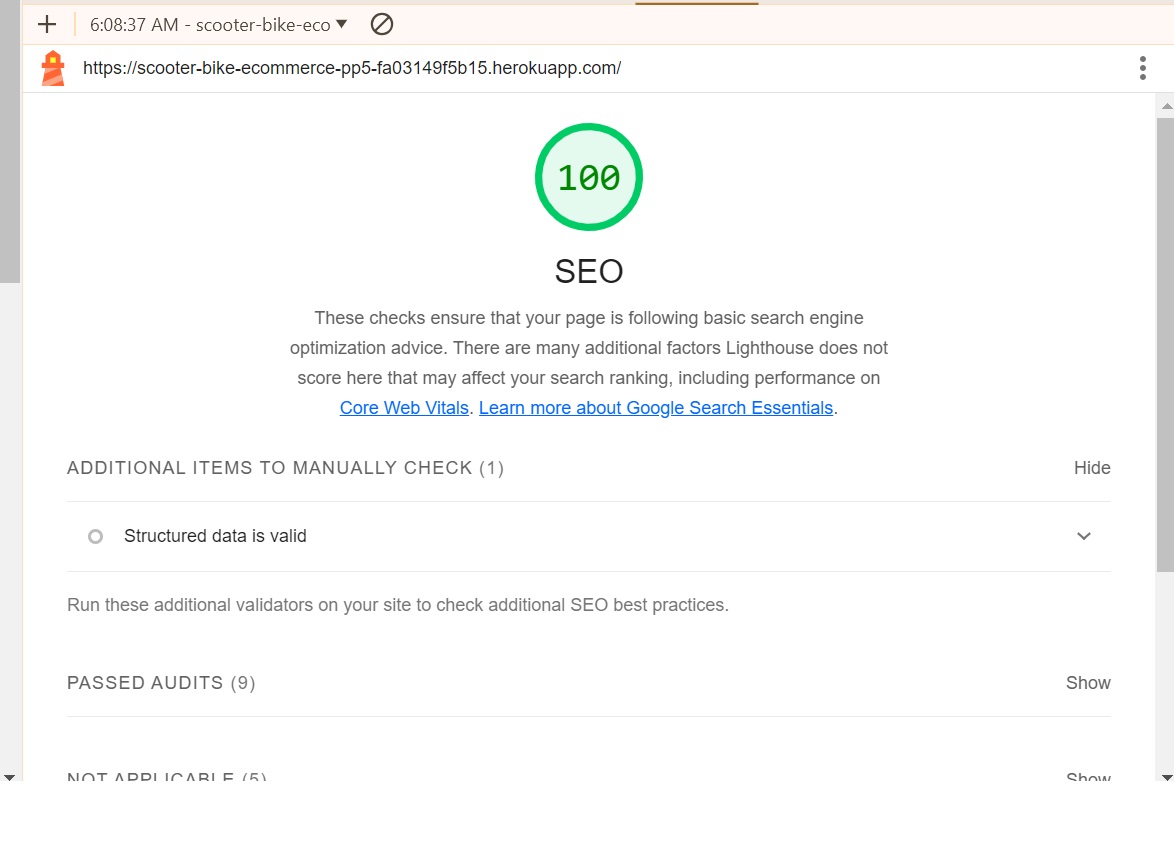 6:08:37 AM - scooter-bike-eco
https://scooter-bike-ecommerce-pp5-fa03149f5b15.herokuapp.com/
100
SEO
These checks ensure that your page is following basic search engine
optimization advice. There are many additional factors Lighthouse does not
score here that may affect your search ranking, including performance on
Core Web Vitals. Learn more about Google Search Essentials.
ADDITIONAL ITEMS TO MANUALLY CHECK (1) Hide
Structured data is valid
Run these additional validators on your site to check additional SEO best practices.
PASSED AUDITS (9) Show
NOT APPLICABLE (5) Show